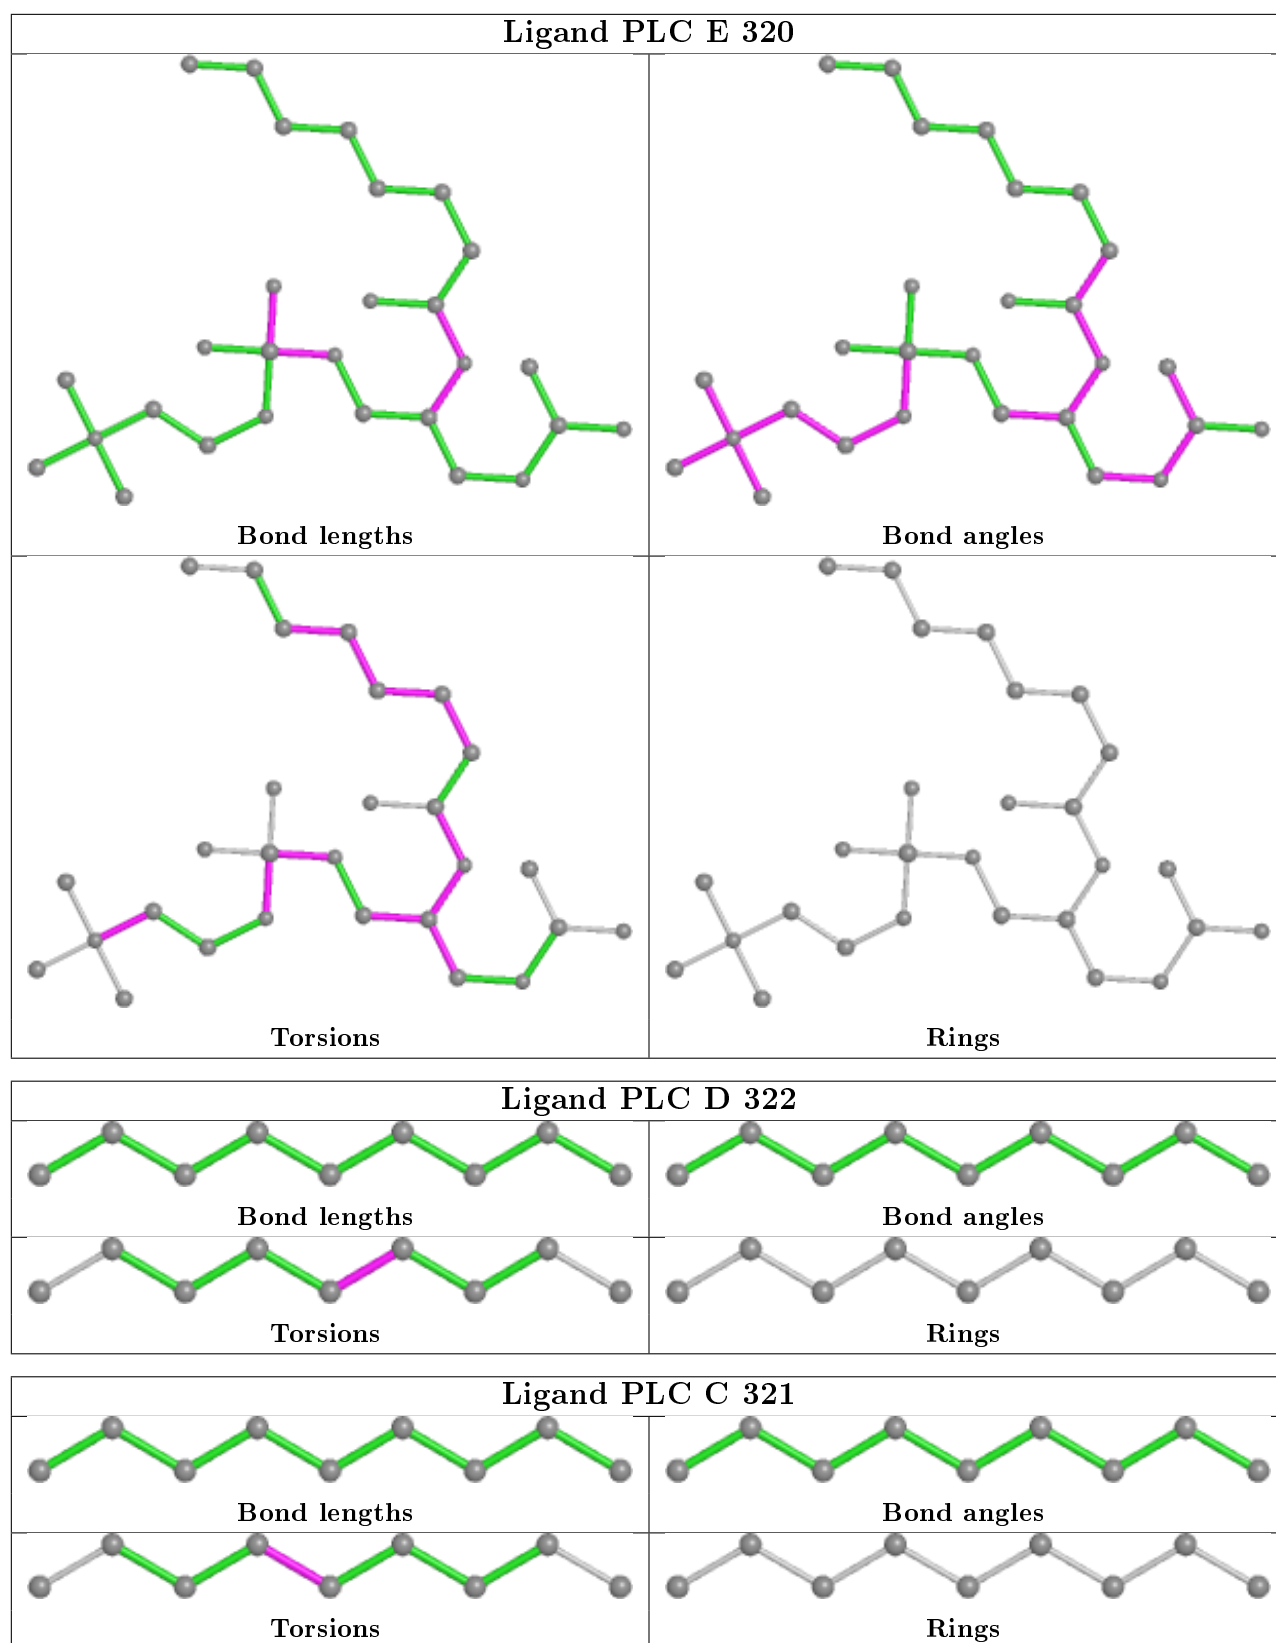 Ligand PLC E 320
Bond lengths
Bond angles
Torsions
Rings
Ligand PLC D 322
Bond lengths
Bond angles
Torsions
Rings
Ligand PLC C 321
Bond lengths
Bond angles
Torsions
Rings